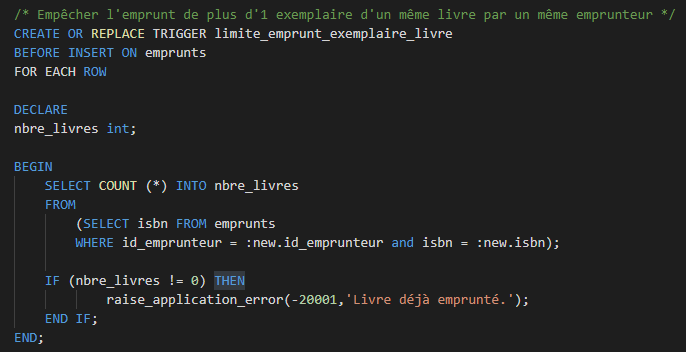 /* Empêcher l'emprunt de plus d'1 exemplaire d'un même livre par un même emprunteur */
CREATE OR REPLACE TRIGGER limite_emprunt_exemplaire_livre
BEFORE INSERT ON emprunts
FOR EACH ROW
DECLARE
nbre_livres int;
BEGIN
SELECT COUNT (*) INTO nbre_livres
FROM
(SELECT isbn FROM emprunts
WHERE id_emprunteur = :new.id_emprunteur and isbn = :new.isbn);
IF (nbre_livres != 0) THEN
raise_application_error(-20001,'Livre déjà emprunté.');
END IF;
END;